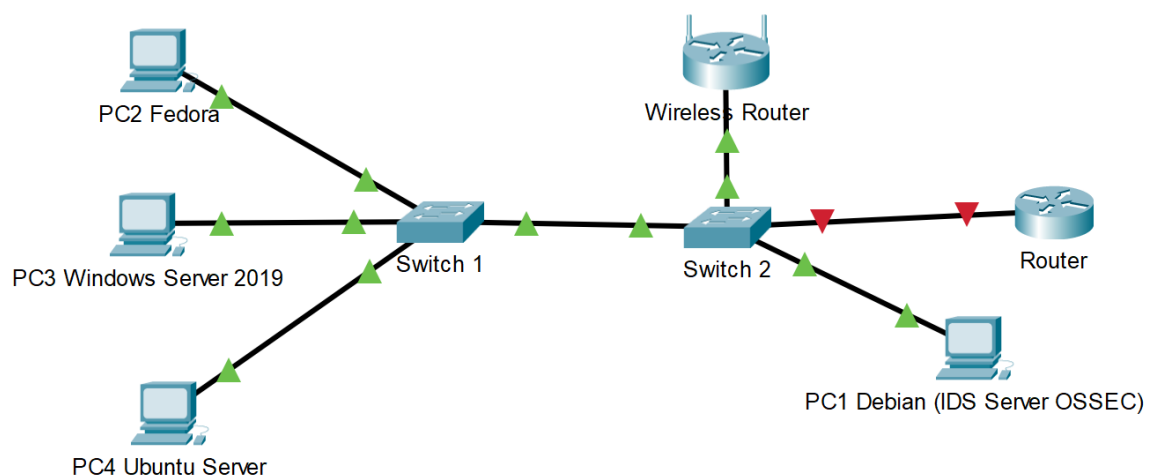 PC2 Fedora
Wireless Router
PC3 Windows Server 2019
Switch 1
Switch 2
Router
PC1 Debian (IDS Server OSSEC)
PC4 Ubuntu Server